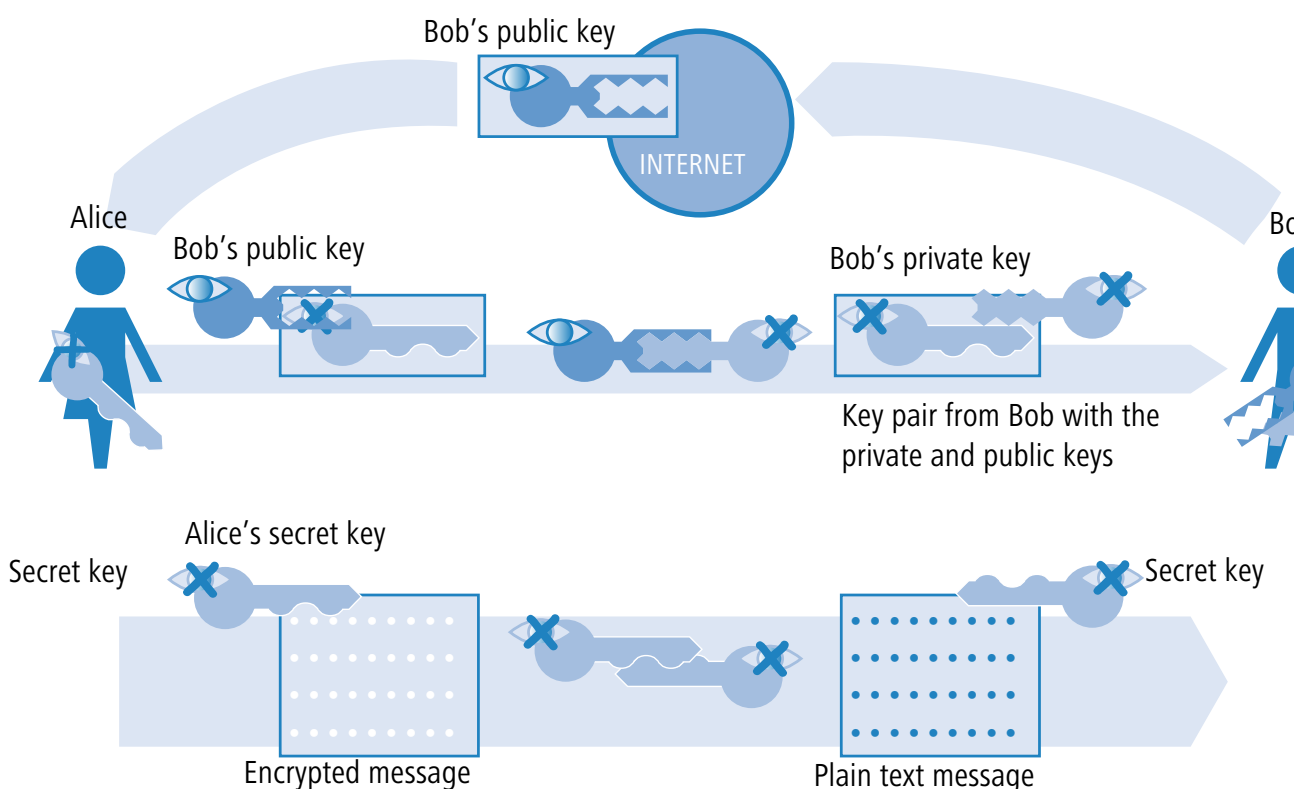 Bob's public key
INTERNET
Alice
Bob's public key
Bob's private key
Key pair from Bob with the
private and public keys
Alice's secret key
Secret key
Secret key
Encrypted message
Plain text message